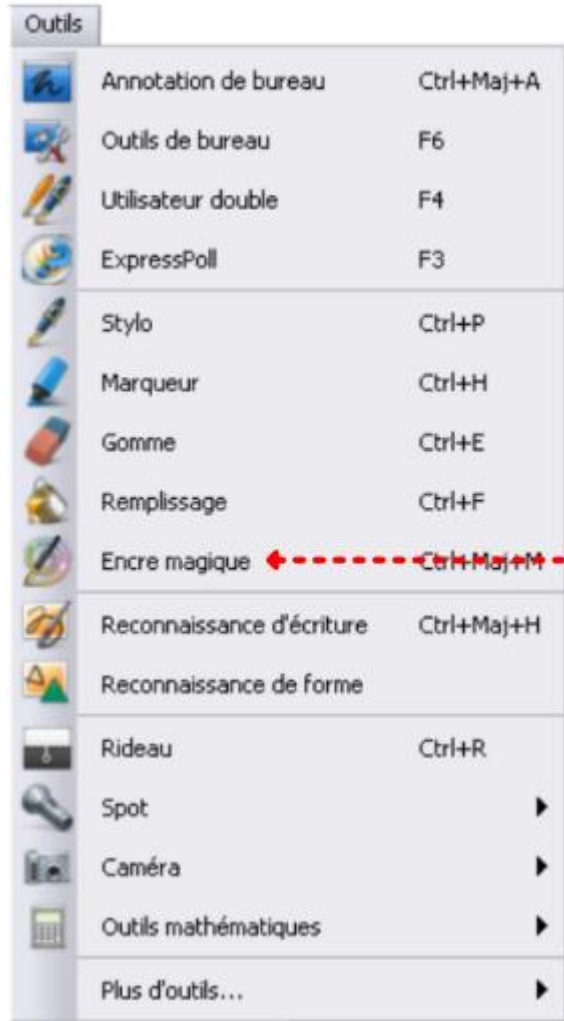 Outils
Annotation de bureau Ctrl+Maj+A
Outils de bureau F6
Utilisateur double F4
ExpressPoll F3
Stylo Ctrl+P
Marqueur Ctrl+H
Gomme Ctrl+E
Remplissage Ctrl+F
Encre magique Ctrl+Maj+M
Reconnaissance d'écriture Ctrl+Maj+H
Reconnaissance de forme
Rideau Ctrl+R
Spot
Caméra
Outils mathématiques
Plus d'outils...